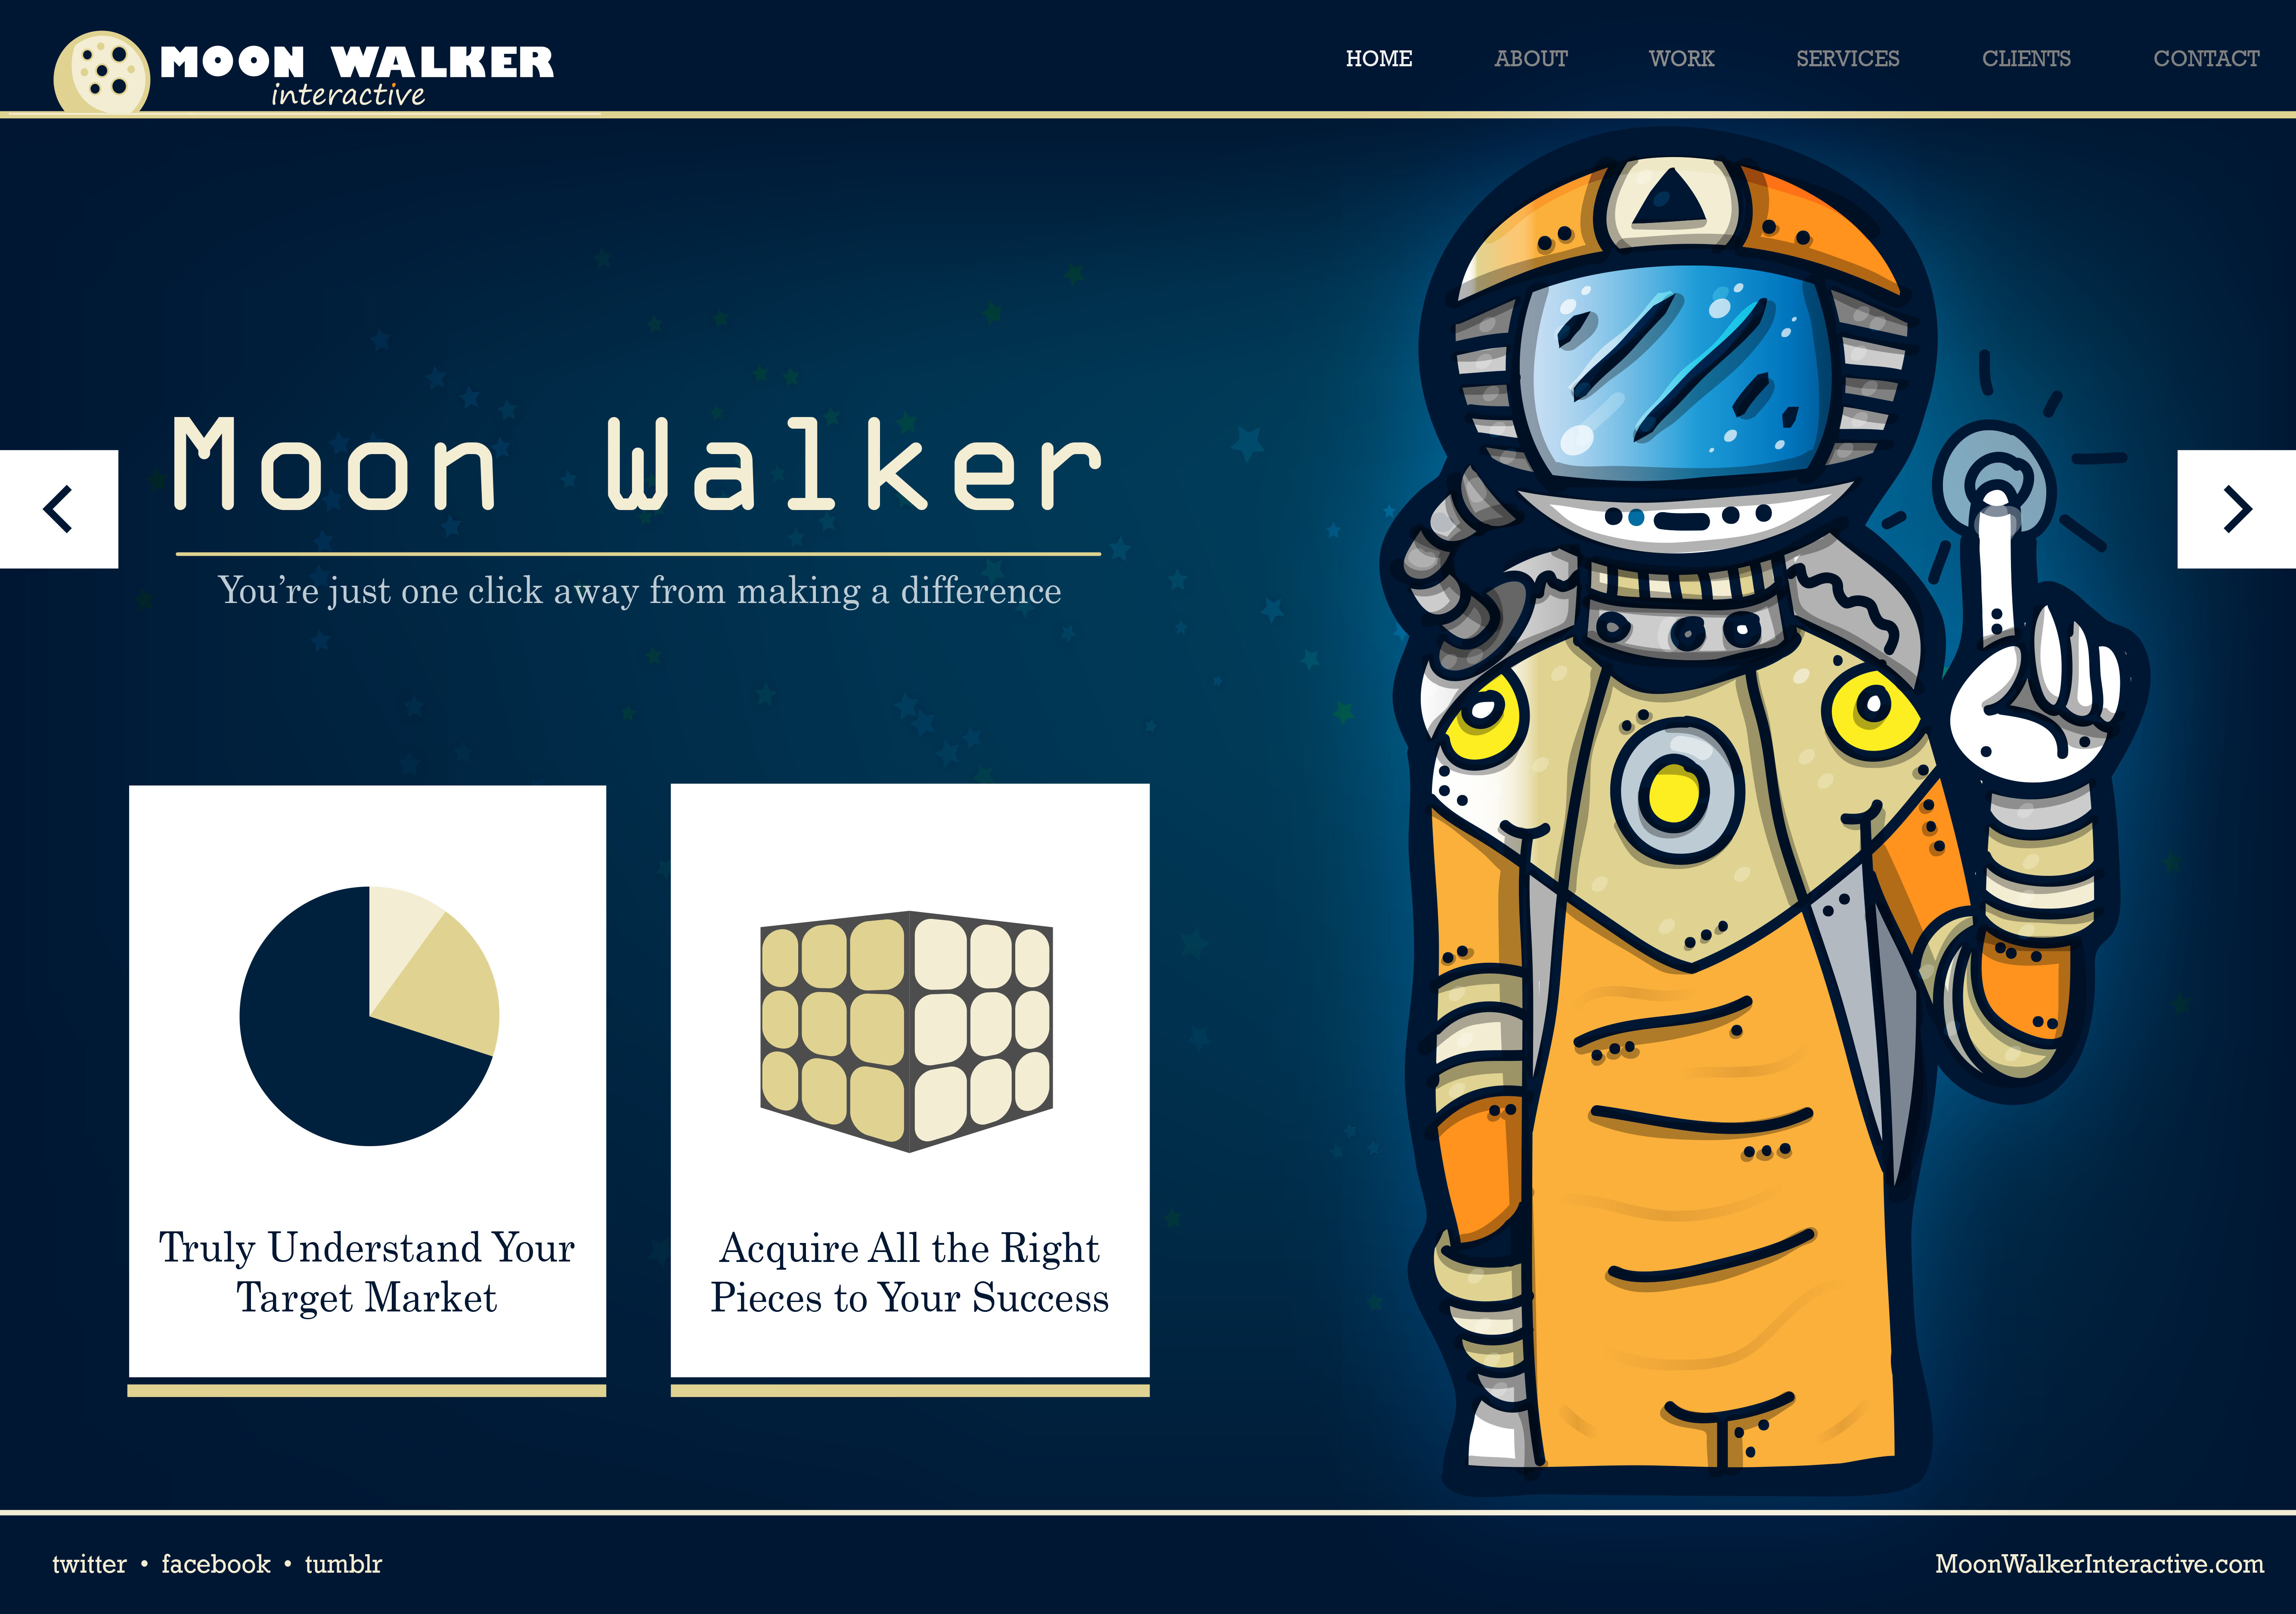 MOON WALKER
interactive
HOME ABOUT WORK SERVICES CLIENTS CONTACT
Moon Walker
You’re just one click away from making a difference
Truly Understand Your
Target Market
Acquire All the Right
Pieces to Your Success
twitter • facebook • tumblr
MoonWalkerInteractive.com